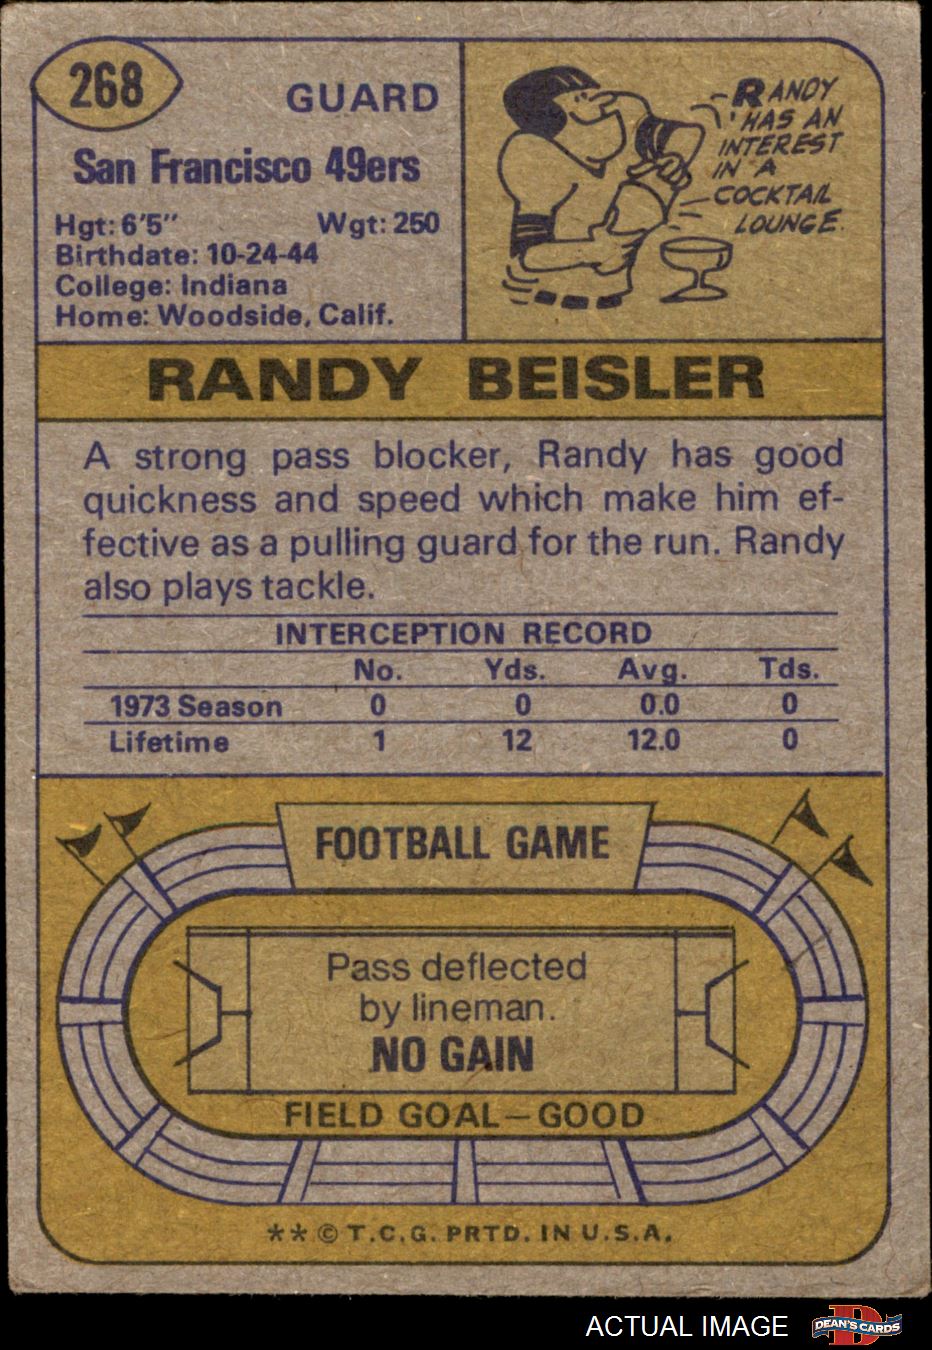 268
GUARD
San Francisco 49ers
Hgt: 6'5" Wgt: 250
Birthdate: 10-24-44
College: Indiana
Home: Woodside, Calif.
RANDY
HAS AN
INTEREST
IN A
COCKTAIL
LOUNGE.
RANDY BEISLER
A strong pass blocker, Randy has good
quickness and speed which make him ef-
fective as a pulling guard for the run. Randy
also plays tackle.
INTERCEPTION RECORD
No. Yds. Avg. Tds.
1973 Season 0 0 0.0 0
Lifetime 1 12 12.0 0
FOOTBALL GAME
Pass deflected
by lineman.
NO GAIN
FIELD GOAL—GOOD
** © T.C.G. PRTD. IN U.S.A.
ACTUAL IMAGE
D
DEAN'S CARDS